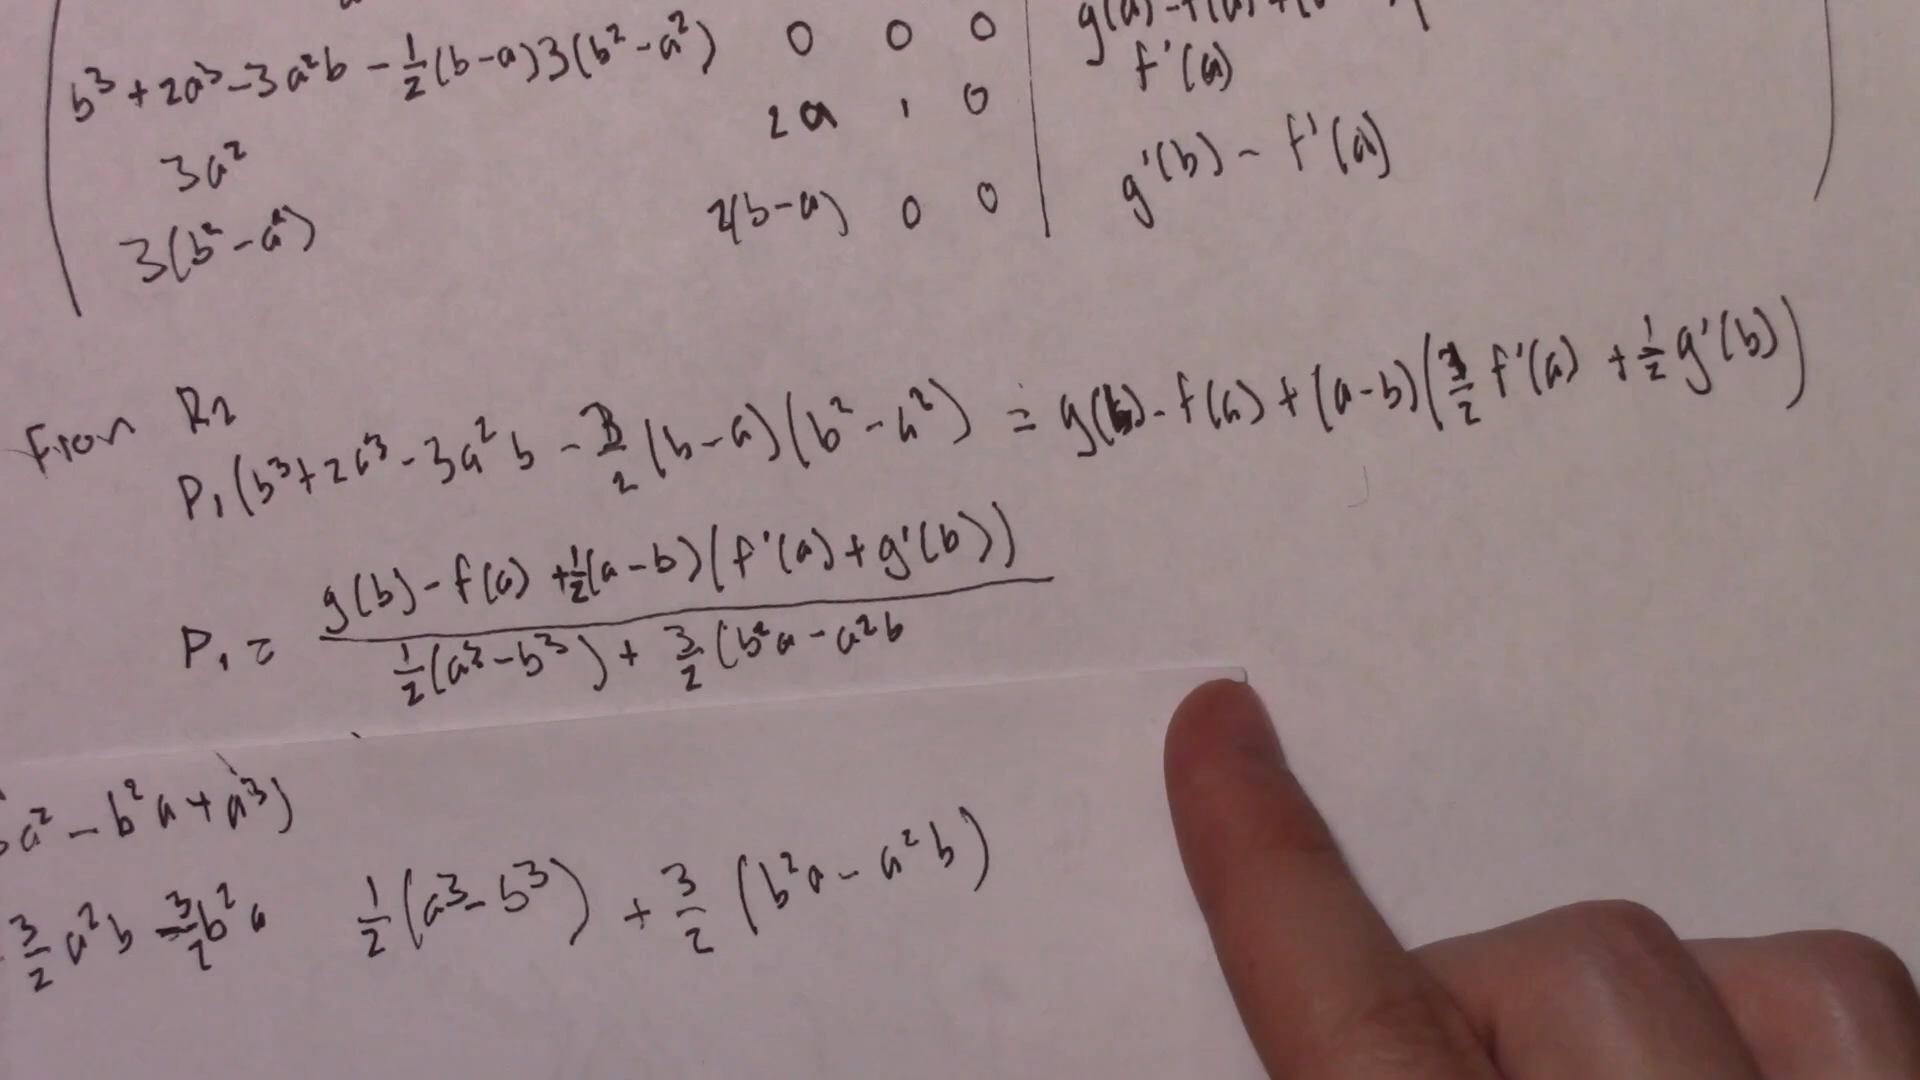 b³ + 2a³ - 3a²b - 1/2(b-a)3(b²-a²) 0 0 0 | g(a) - f(a) +
3a² 2a 1 0 | f'(a)
3(b²-a²) 2(b-a) 0 0 | g'(b) - f'(a)
From R2
P₁(b³+2a³-3a²b - 3/2(b-a)(b²-a²) = g(b) - f(a) + (a-b)(1/2 f'(a) + 1/2 g'(b))
P₁ = (g(b) - f(a) + 1/2(a-b)(f'(a) + g'(b))) / (1/2(a³-b³) + 3/2(b²a - a²b
a² - b²a + a³)
3/2 a²b - 3/2 b²a 1/2(a³-b³) + 3/2(b²a - a²b)